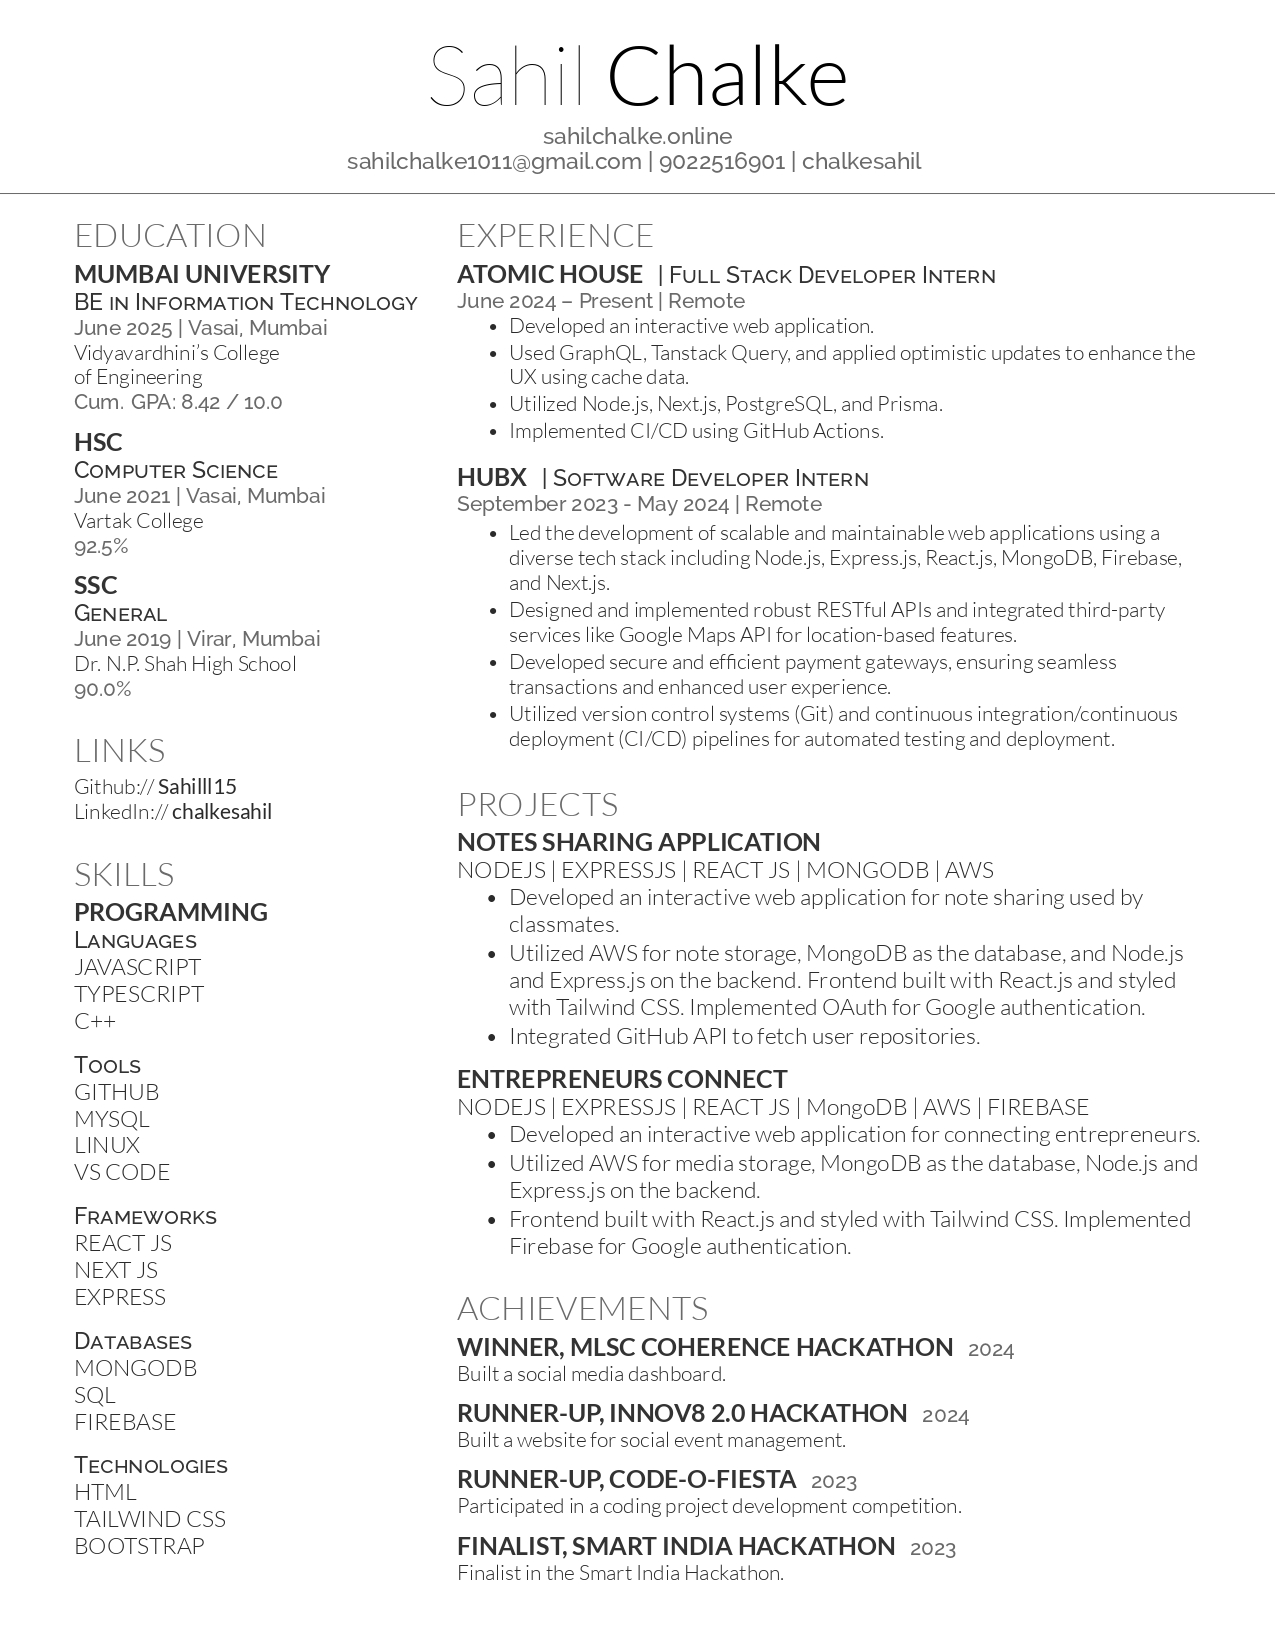 Sahil Chalke
sahilchalke.online
sahilchalke1011@gmail.com | 9022516901 | chalkesahil
EDUCATION
MUMBAI UNIVERSITY
BE in Information Technology
June 2025 | Vasai, Mumbai
Vidyavardhini’s College
of Engineering
Cum. GPA: 8.42 / 10.0
HSC
Computer Science
June 2021 | Vasai, Mumbai
Vartak College
92.5%
SSC
General
June 2019 | Virar, Mumbai
Dr. N.P. Shah High School
90.0%
LINKS
Github:// Sahilll15
LinkedIn:// chalkesahil
SKILLS
PROGRAMMING
Languages
JAVASCRIPT
TYPESCRIPT
C++
Tools
GITHUB
MYSQL
LINUX
VS CODE
Frameworks
REACT JS
NEXT JS
EXPRESS
Databases
MONGODB
SQL
FIREBASE
Technologies
HTML
TAILWIND CSS
BOOTSTRAP
EXPERIENCE
ATOMIC HOUSE | Full Stack Developer Intern
June 2024 – Present | Remote
• Developed an interactive web application.
• Used GraphQL, Tanstack Query, and applied optimistic updates to enhance the
UX using cache data.
• Utilized Node.js, Next.js, PostgreSQL, and Prisma.
• Implemented CI/CD using GitHub Actions.
HUBX | Software Developer Intern
September 2023 - May 2024 | Remote
• Led the development of scalable and maintainable web applications using a
diverse tech stack including Node.js, Express.js, React.js, MongoDB, Firebase,
and Next.js.
• Designed and implemented robust RESTful APIs and integrated third-party
services like Google Maps API for location-based features.
• Developed secure and efficient payment gateways, ensuring seamless
transactions and enhanced user experience.
• Utilized version control systems (Git) and continuous integration/continuous
deployment (CI/CD) pipelines for automated testing and deployment.
PROJECTS
NOTES SHARING APPLICATION
NODEJS | EXPRESSJS | REACT JS | MONGODB | AWS
• Developed an interactive web application for note sharing used by
classmates.
• Utilized AWS for note storage, MongoDB as the database, and Node.js
and Express.js on the backend. Frontend built with React.js and styled
with Tailwind CSS. Implemented OAuth for Google authentication.
• Integrated GitHub API to fetch user repositories.
ENTREPRENEURS CONNECT
NODEJS | EXPRESSJS | REACT JS | MongoDB | AWS | FIREBASE
• Developed an interactive web application for connecting entrepreneurs.
• Utilized AWS for media storage, MongoDB as the database, Node.js and
Express.js on the backend.
• Frontend built with React.js and styled with Tailwind CSS. Implemented
Firebase for Google authentication.
ACHIEVEMENTS
WINNER, MLSC COHERENCE HACKATHON 2024
Built a social media dashboard.
RUNNER-UP, INNOV8 2.0 HACKATHON 2024
Built a website for social event management.
RUNNER-UP, CODE-O-FIESTA 2023
Participated in a coding project development competition.
FINALIST, SMART INDIA HACKATHON 2023
Finalist in the Smart India Hackathon.